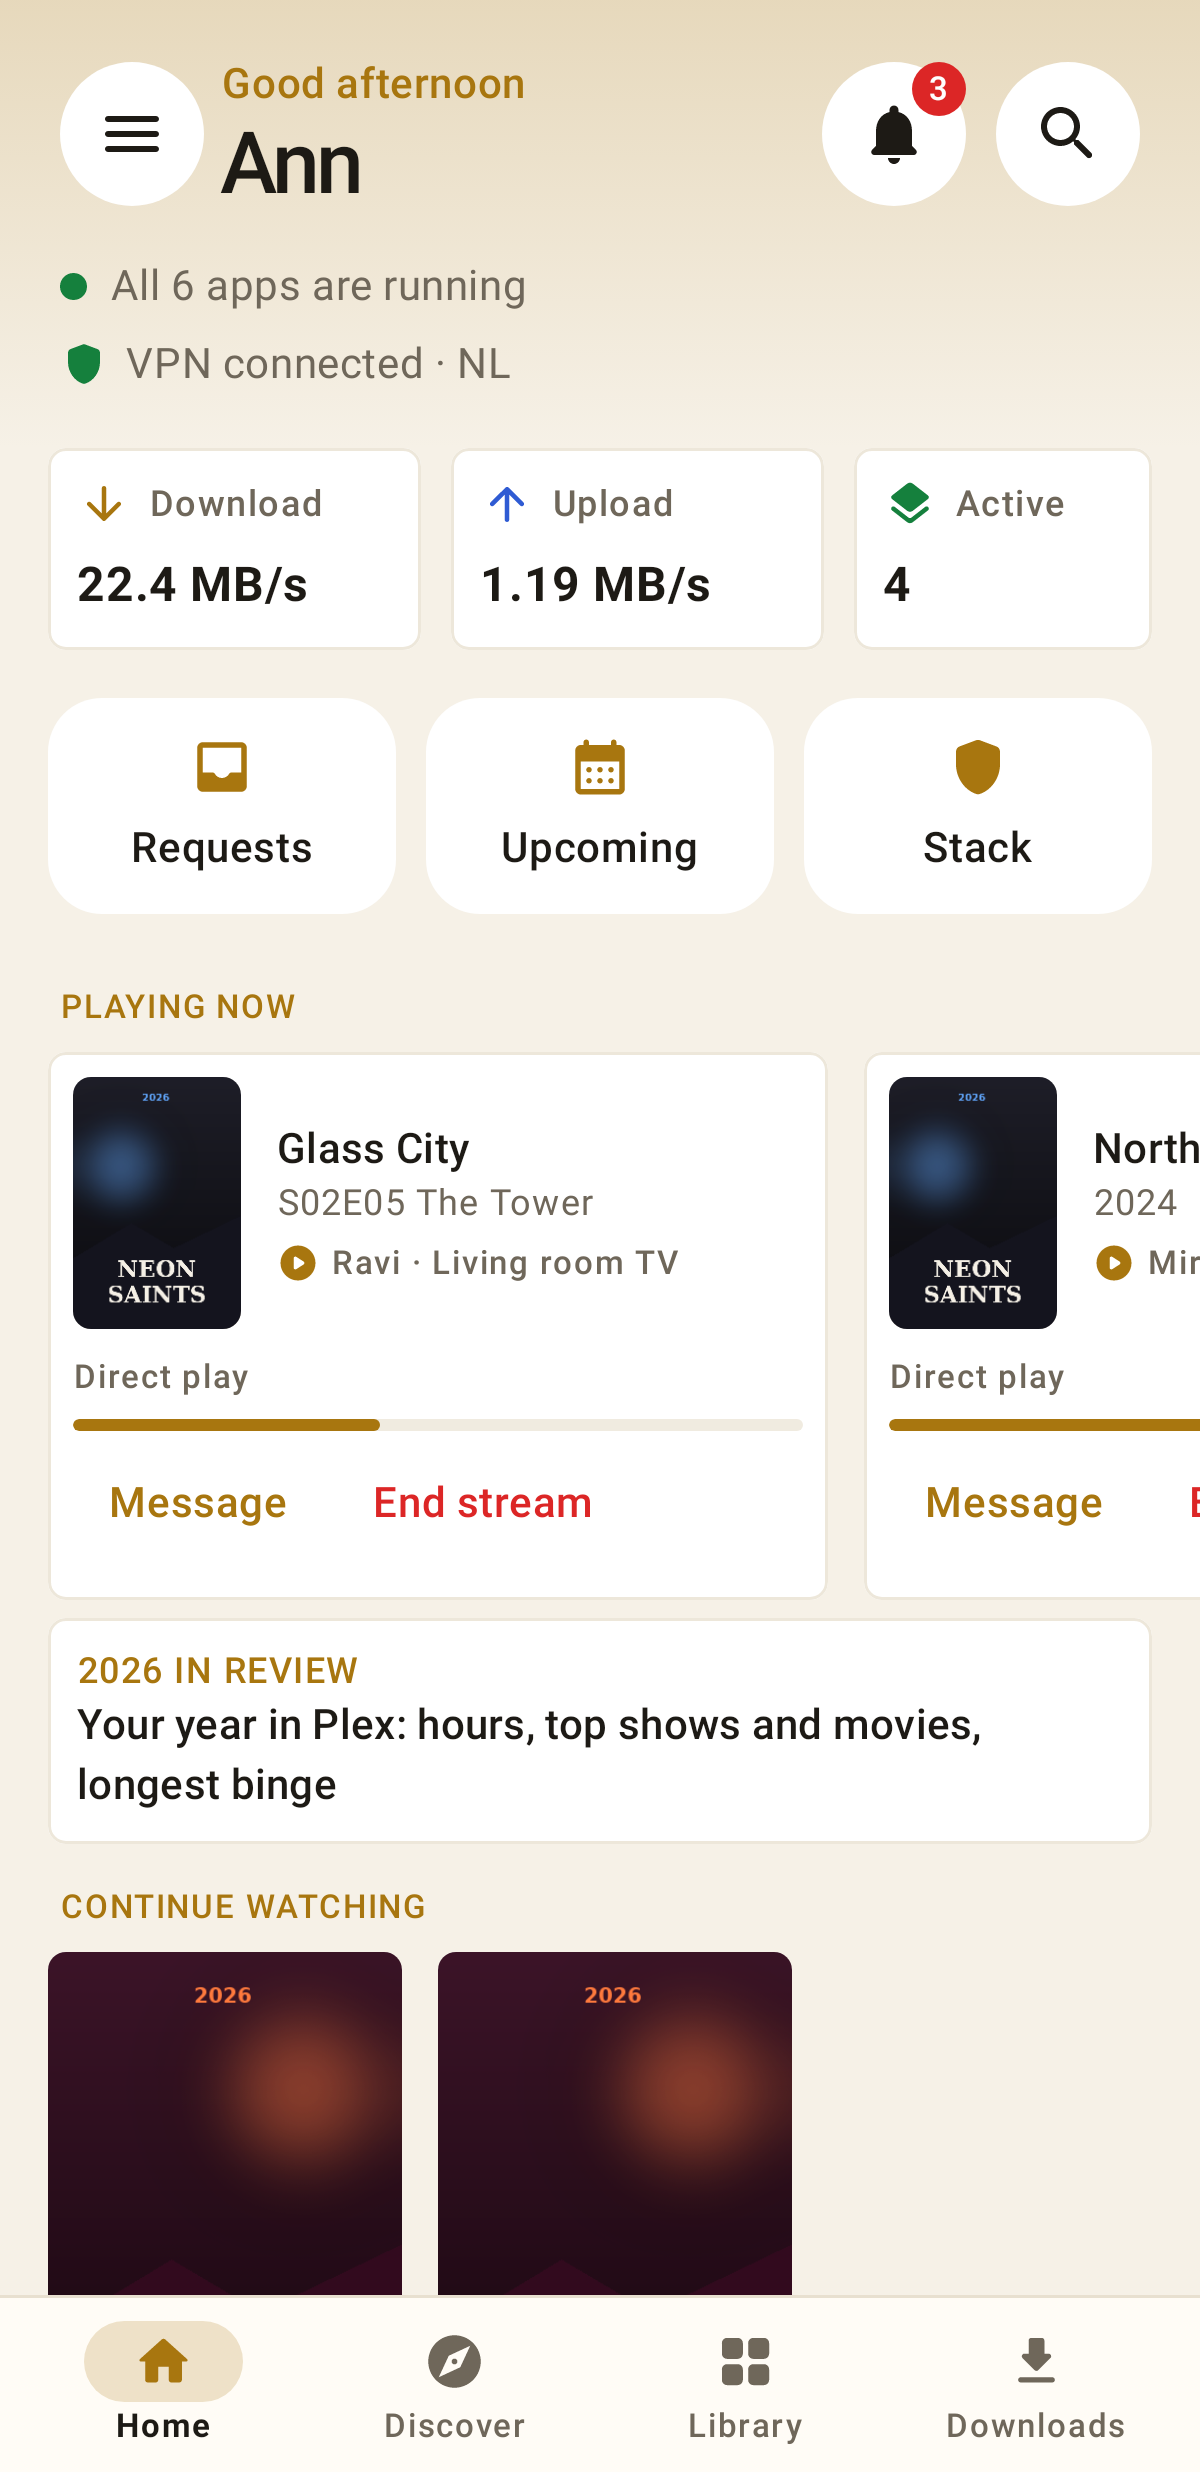 Good afternoon
Ann
3
All 6 apps are running
VPN connected · NL
Download
22.4 MB/s
Upload
1.19 MB/s
Active
4
Requests
Upcoming
Stack
PLAYING NOW
2026
NEON
SAINTS
Glass City
S02E05 The Tower
Ravi · Living room TV
Direct play
Message
End stream
2026
NEON
SAINTS
North
2024
Direct play
Message
2026 IN REVIEW
Your year in Plex: hours, top shows and movies,
longest binge
CONTINUE WATCHING
2026
2026
Home
Discover
Library
Downloads